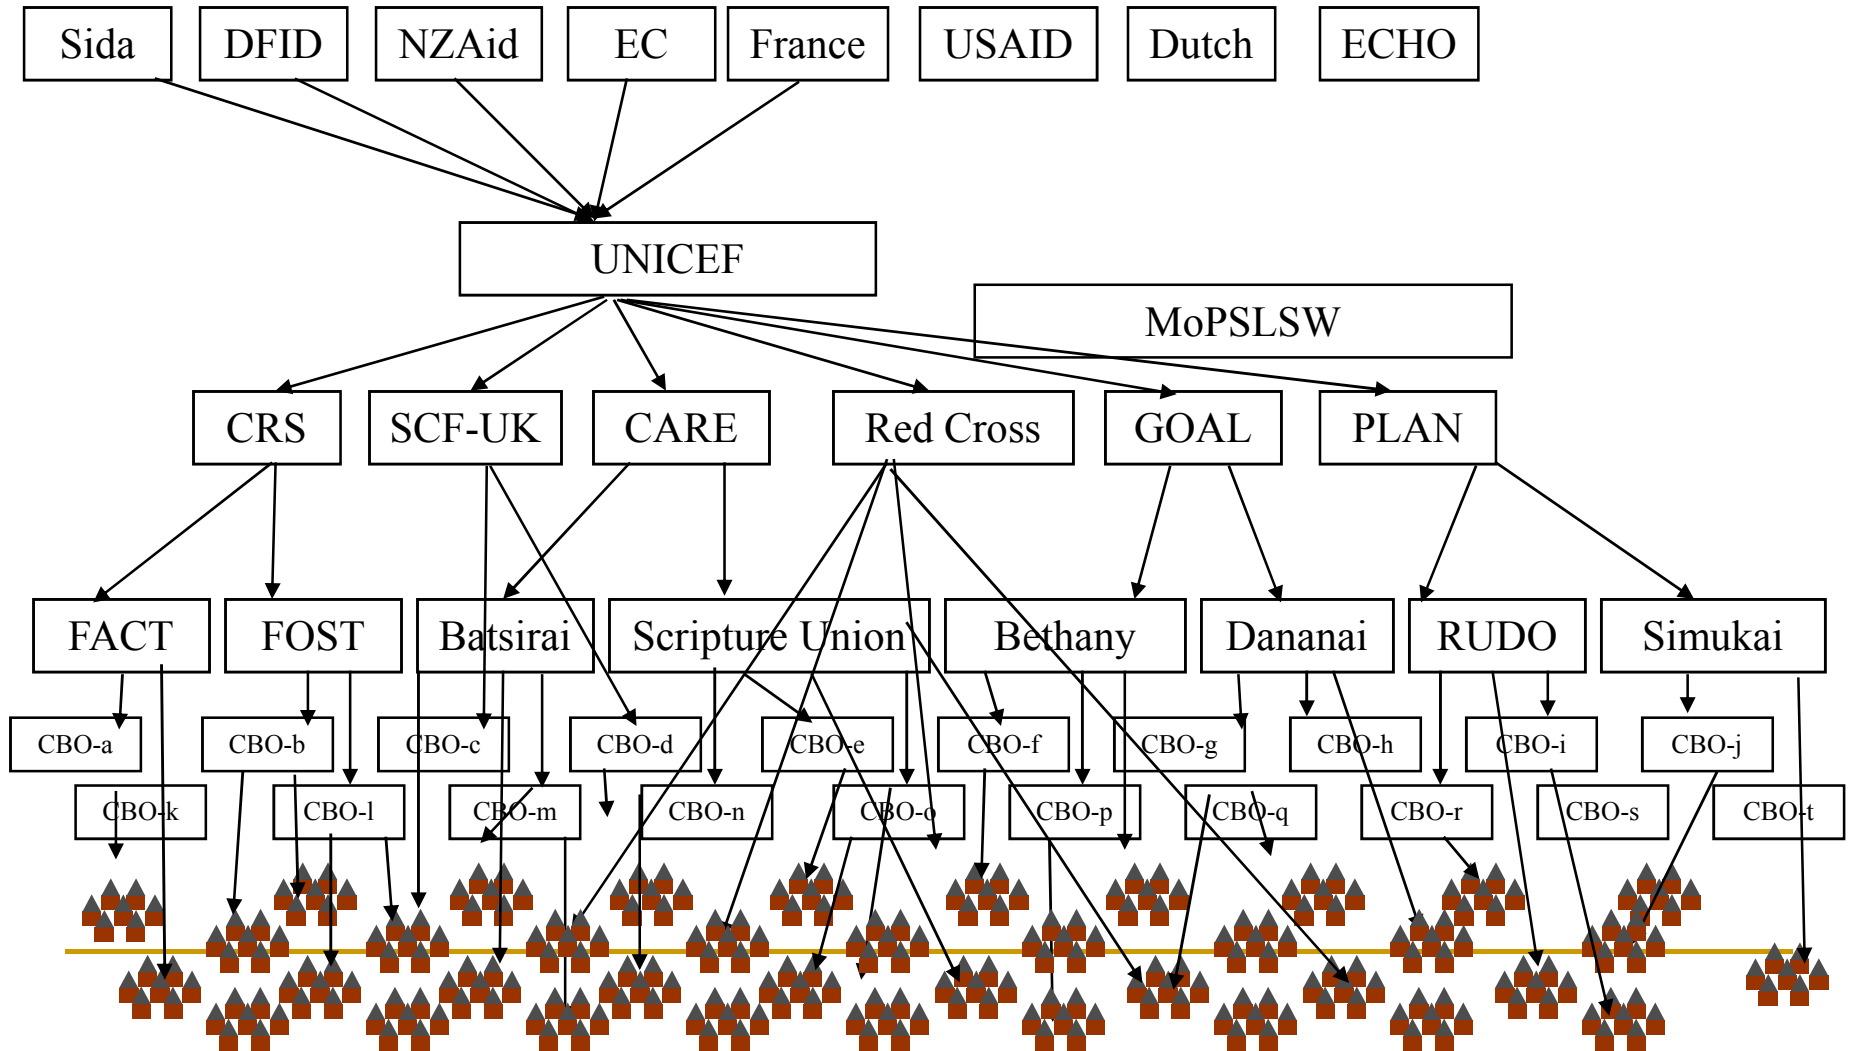 Sida
DFID
NZAid
EC
France
USAID
Dutch
ECHO
UNICEF
MoPSLSW
CRS
SCF-UK
CARE
Red Cross
GOAL
PLAN
FACT
FOST
Batsirai
Scripture Union
Bethany
Dananai
RUDO
Simukai
CBO-a
CBO-b
CBO-c
CBO-d
CBO-e
CBO-f
CBO-g
CBO-h
CBO-i
CBO-j
CBO-k
CBO-l
CBO-m
CBO-n
CBO-o
CBO-p
CBO-q
CBO-r
CBO-s
CBO-t